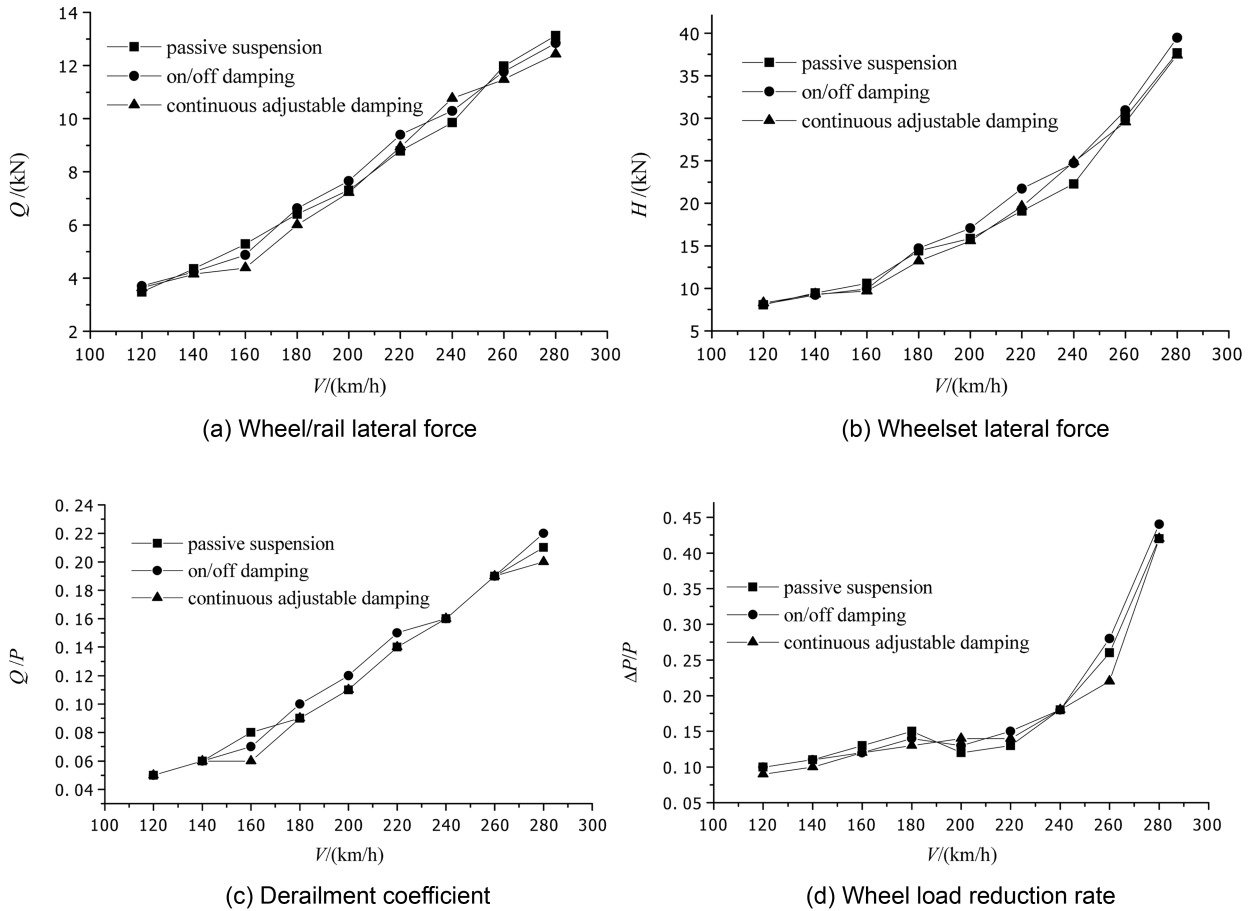 13
12
10
8
6
4
2
Q/(kN)
passive suspension
on/off damping
continuous adjustable damping
100 120 140 160 180 200 220 240 260 280 300
V/(km/h)
(a) Wheel/rail lateral force
40
35
30
25
20
15
10
5
H/(kN)
passive suspension
on/off damping
continuous adjustable damping
100 120 140 160 180 200 220 240 260 280 300
V/(km/h)
(b) Wheelset lateral force
0.24
0.22
0.20
0.18
0.16
0.14
0.12
0.10
0.08
0.06
0.04
Q/P
passive suspension
on/off damping
continuous adjustable damping
100 120 140 160 180 200 220 240 260 280 300
V/(km/h)
(c) Derailment coefficient
0.45
0.35
0.30
0.25
0.20
0.15
0.10
0.05
ΔP/P
passive suspension
on/off damping
continuous adjustable damping
100 120 140 160 180 200 220 240 260 280 300
V/(km/h)
(d) Wheel load reduction rate